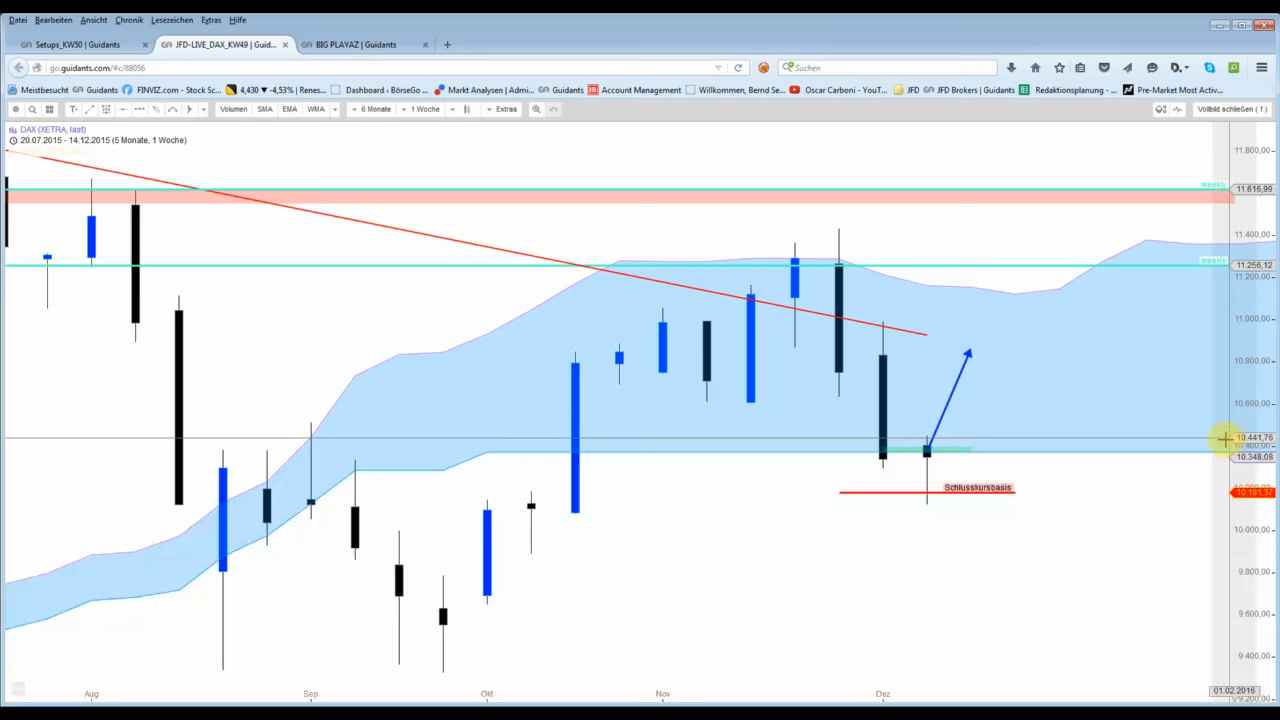 Datei Bearbeiten Ansicht Chronik Lesezeichen Extras Hilfe
Setups_KW50 | Guidants
JFD-LIVE_DAX_KW49 | Guid...
BIG PLAYAZ | Guidants
go.guidants.com/#c/88056
Suchen
Meistbesucht Guidants FINVIZ.com - Stock Sc... 4,430 ▼ -4,53% | Renes... Dashboard ‹ BörseGo ... Markt Analysen | Admi... Guidants Account Management Willkommen, Bernd Se... Oscar Carboni - YouT... JFD JFD Brokers | Guidants Redaktionsplanung - ... Pre-Market Most Activ...
Volumen SMA EMA WMA 6 Monate 1 Woche Extras Vollbild schließen ( f )
DAX (XETRA, last)
20.07.2015 - 14.12.2015 (5 Monate, 1 Woche)
11.800,00
weekly
11.616,99
11.400,00
weekly
11.256,12
11.200,00
11.000,00
10.800,00
10.600,00
10.441,76
10.400,00
10.348,08
Schlusskursbasis
10.181,37
10.000,00
9.800,00
9.600,00
9.400,00
Aug Sep Okt Nov Dez
01.02.2016
9.200,00